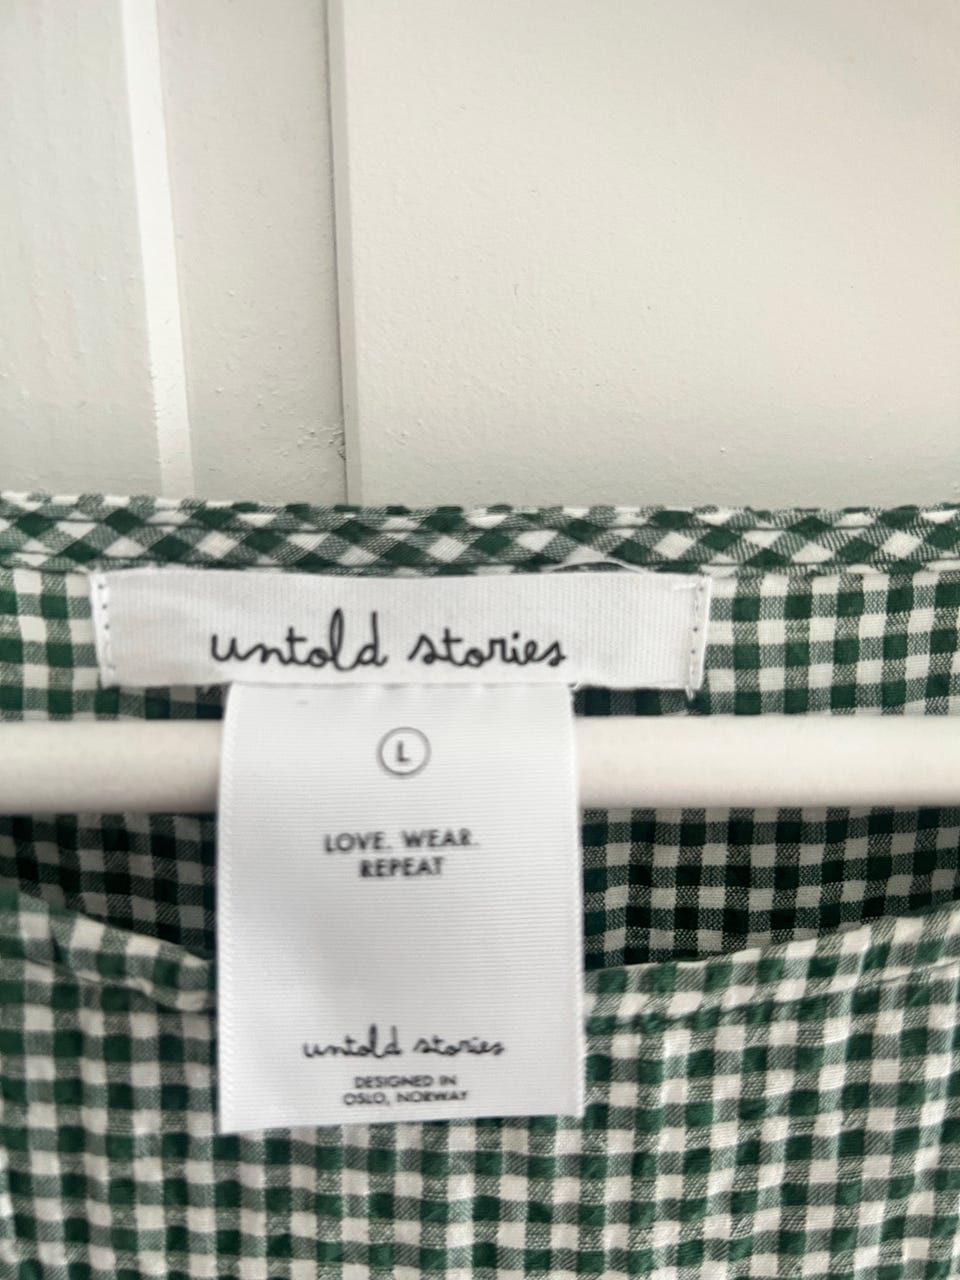 untold stories
L
LOVE. WEAR.
REPEAT
untold stories
DESIGNED IN
OSLO, NORWAY